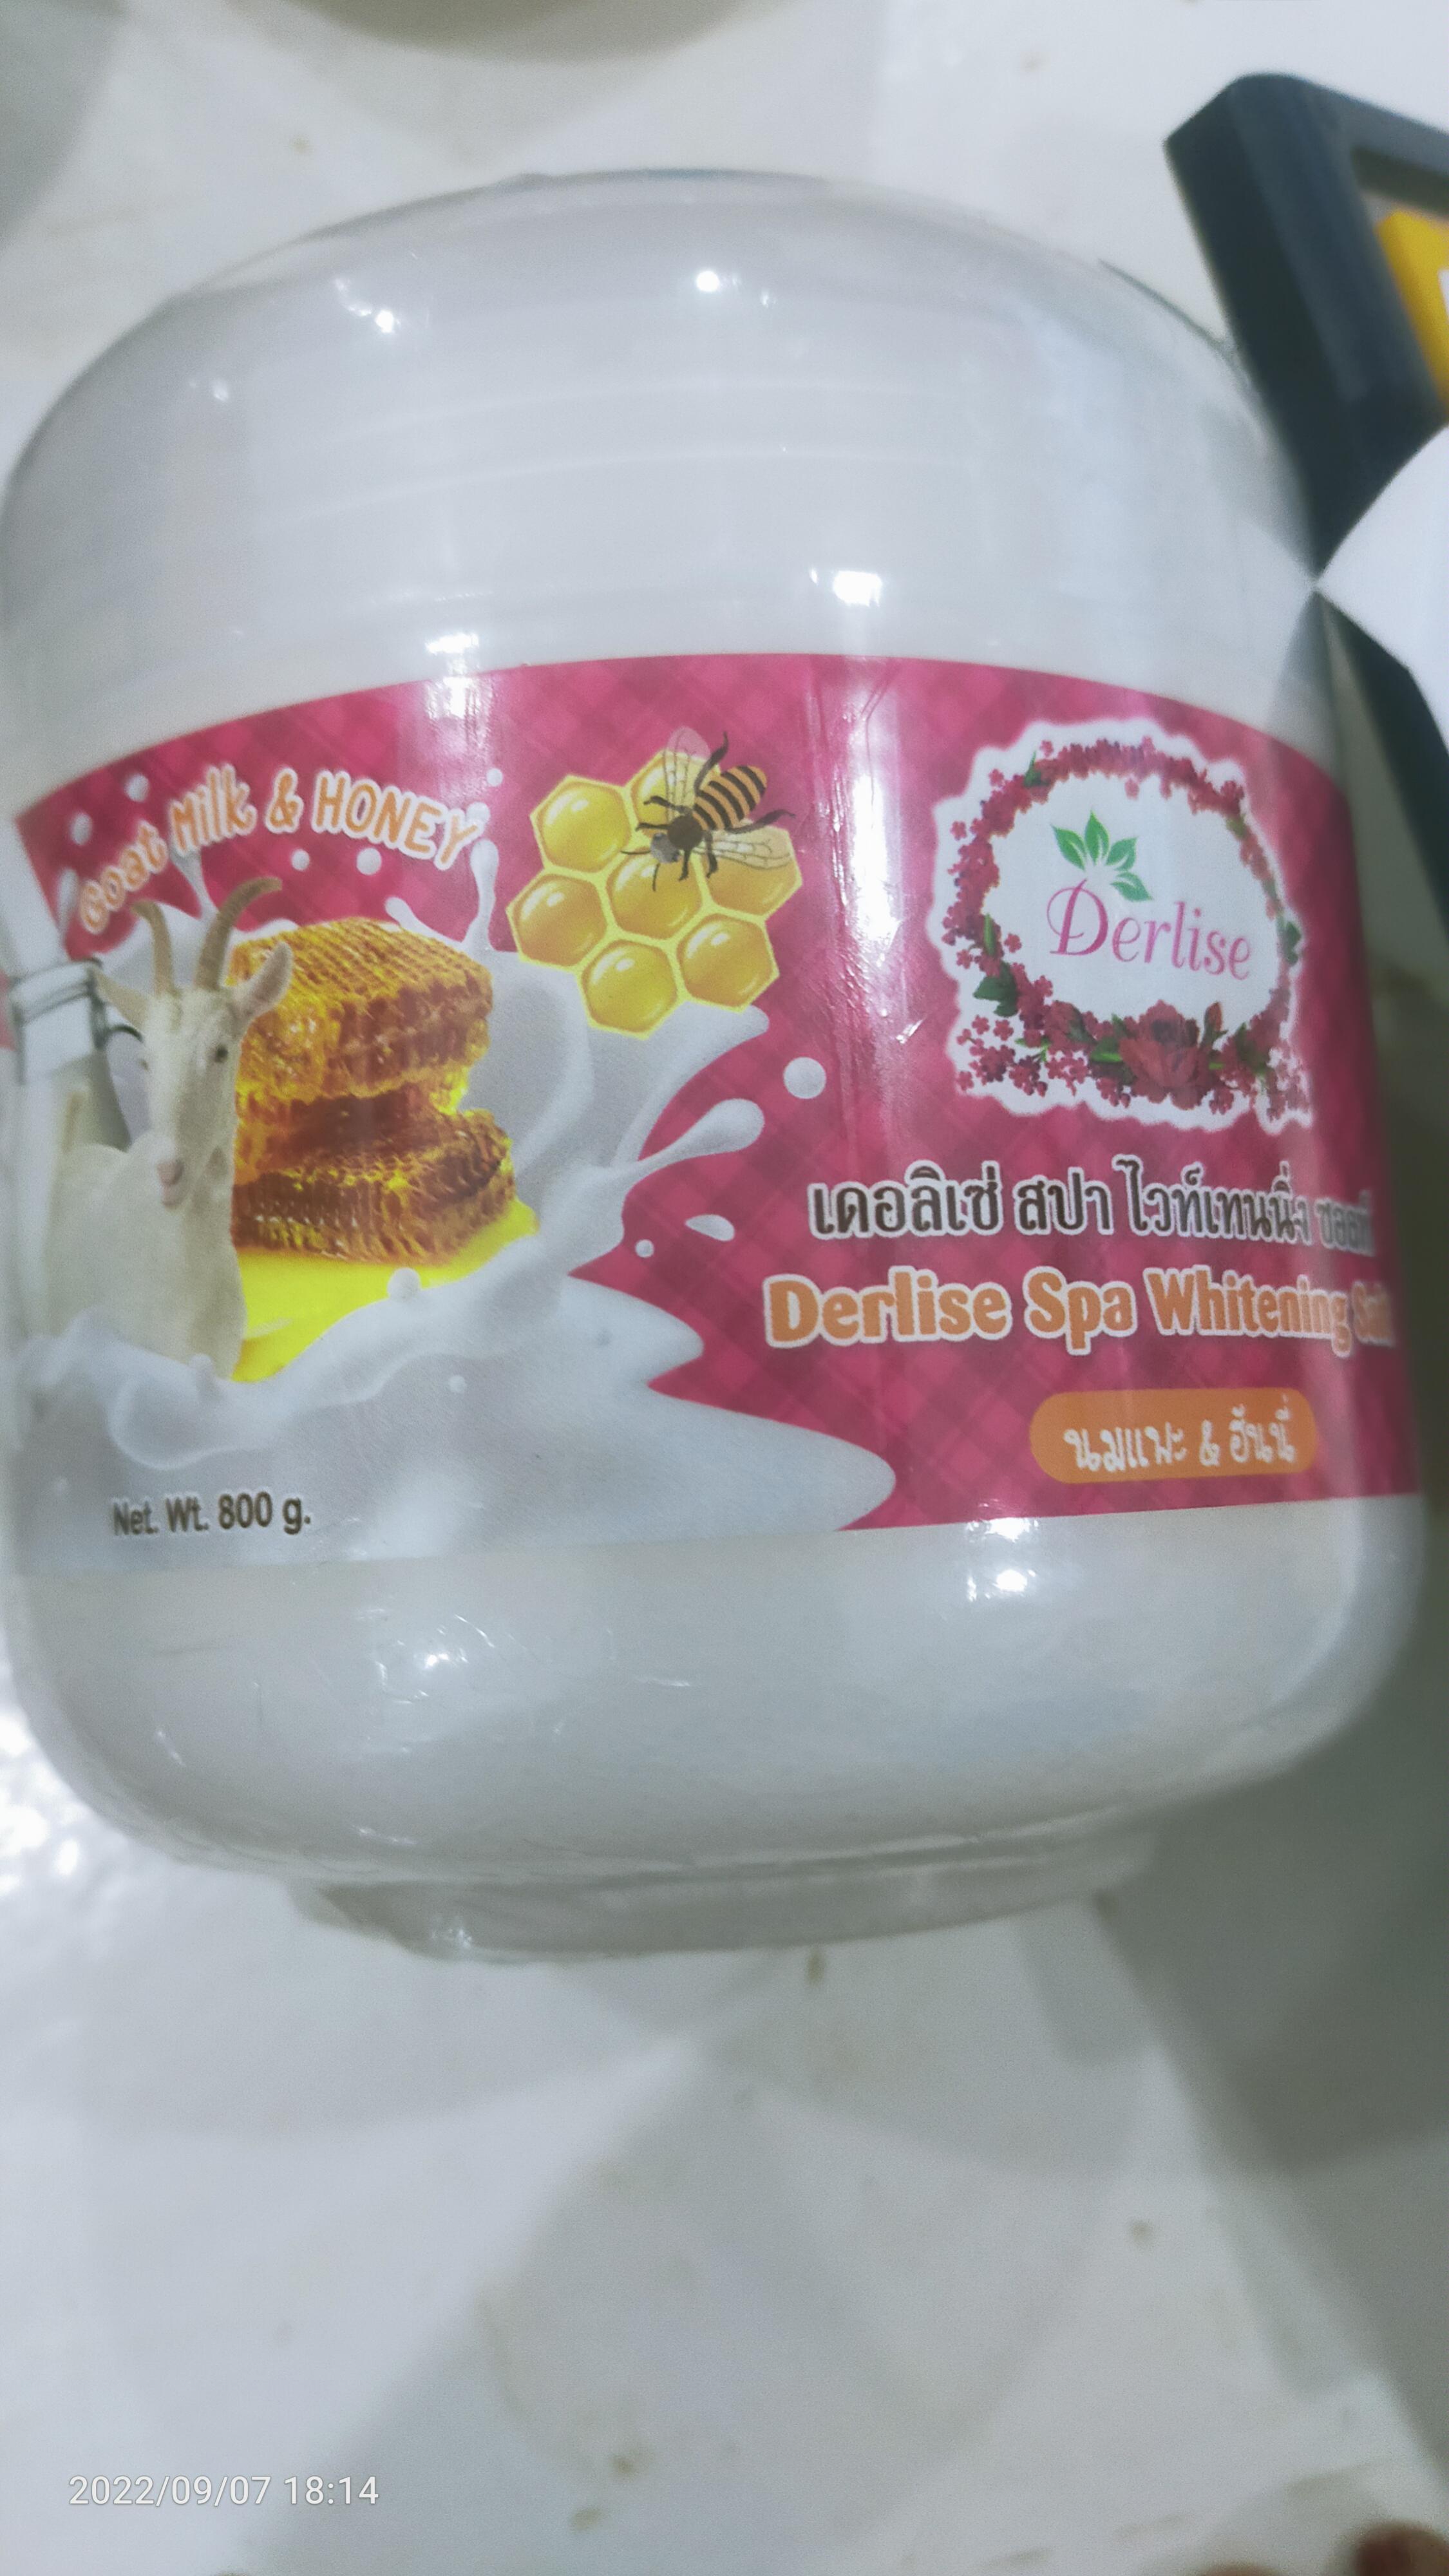 Goat Milk & HONEY
Derlise
เดอลิเช่ สปา ไวท์เทนนิ่ง
Derlise Spa Whitening
นมแพะ & ฮันนี่
Net. Wt. 800 g.
2022/09/07 18:14